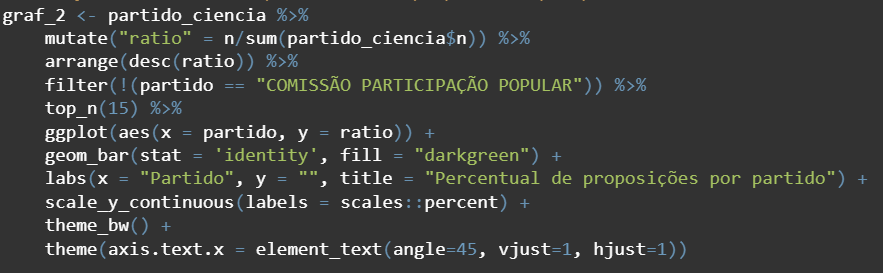 graf_2 <- partido_ciencia %>%
    mutate("ratio" = n/sum(partido_ciencia$n)) %>%
    arrange(desc(ratio)) %>%
    filter(!(partido == "COMISSÃO PARTICIPAÇÃO POPULAR")) %>%
    top_n(15) %>%
    ggplot(aes(x = partido, y = ratio)) +
    geom_bar(stat = 'identity', fill = "darkgreen") +
    labs(x = "Partido", y = "", title = "Percentual de proposições por partido") +
    scale_y_continuous(labels = scales::percent) +
    theme_bw() +
    theme(axis.text.x = element_text(angle=45, vjust=1, hjust=1))